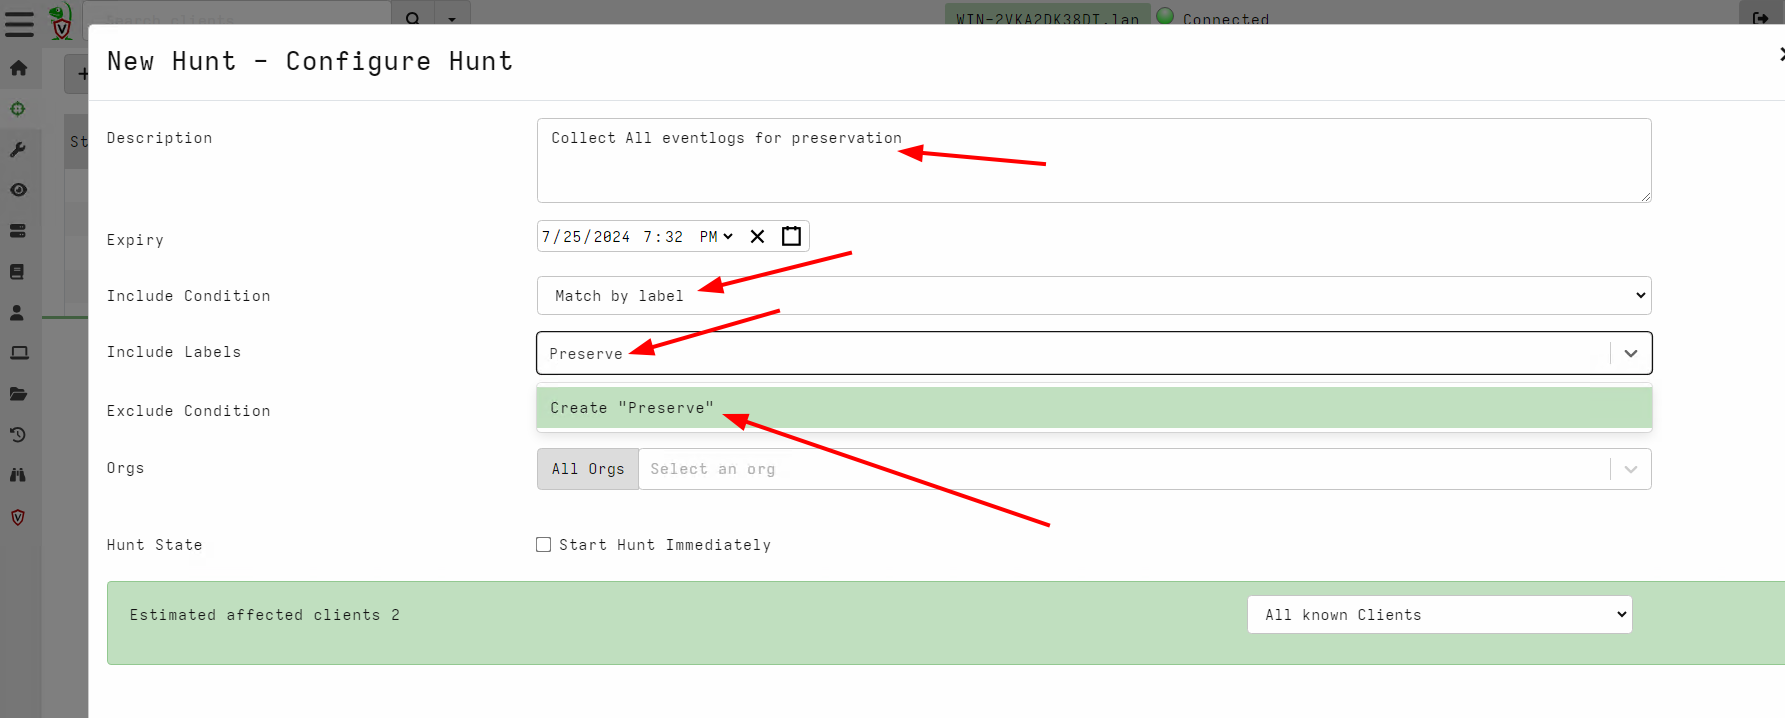 Search clients
WIN-2VKA2DK38DT.lan Connected
New Hunt - Configure Hunt
St
Description
Collect All eventlogs for preservation
Expiry
7/25/2024 7:32 PM
Include Condition
Match by label
Include Labels
Preserve
Create "Preserve"
Exclude Condition
Orgs
All Orgs Select an org
Hunt State
Start Hunt Immediately
Estimated affected clients 2
All known Clients